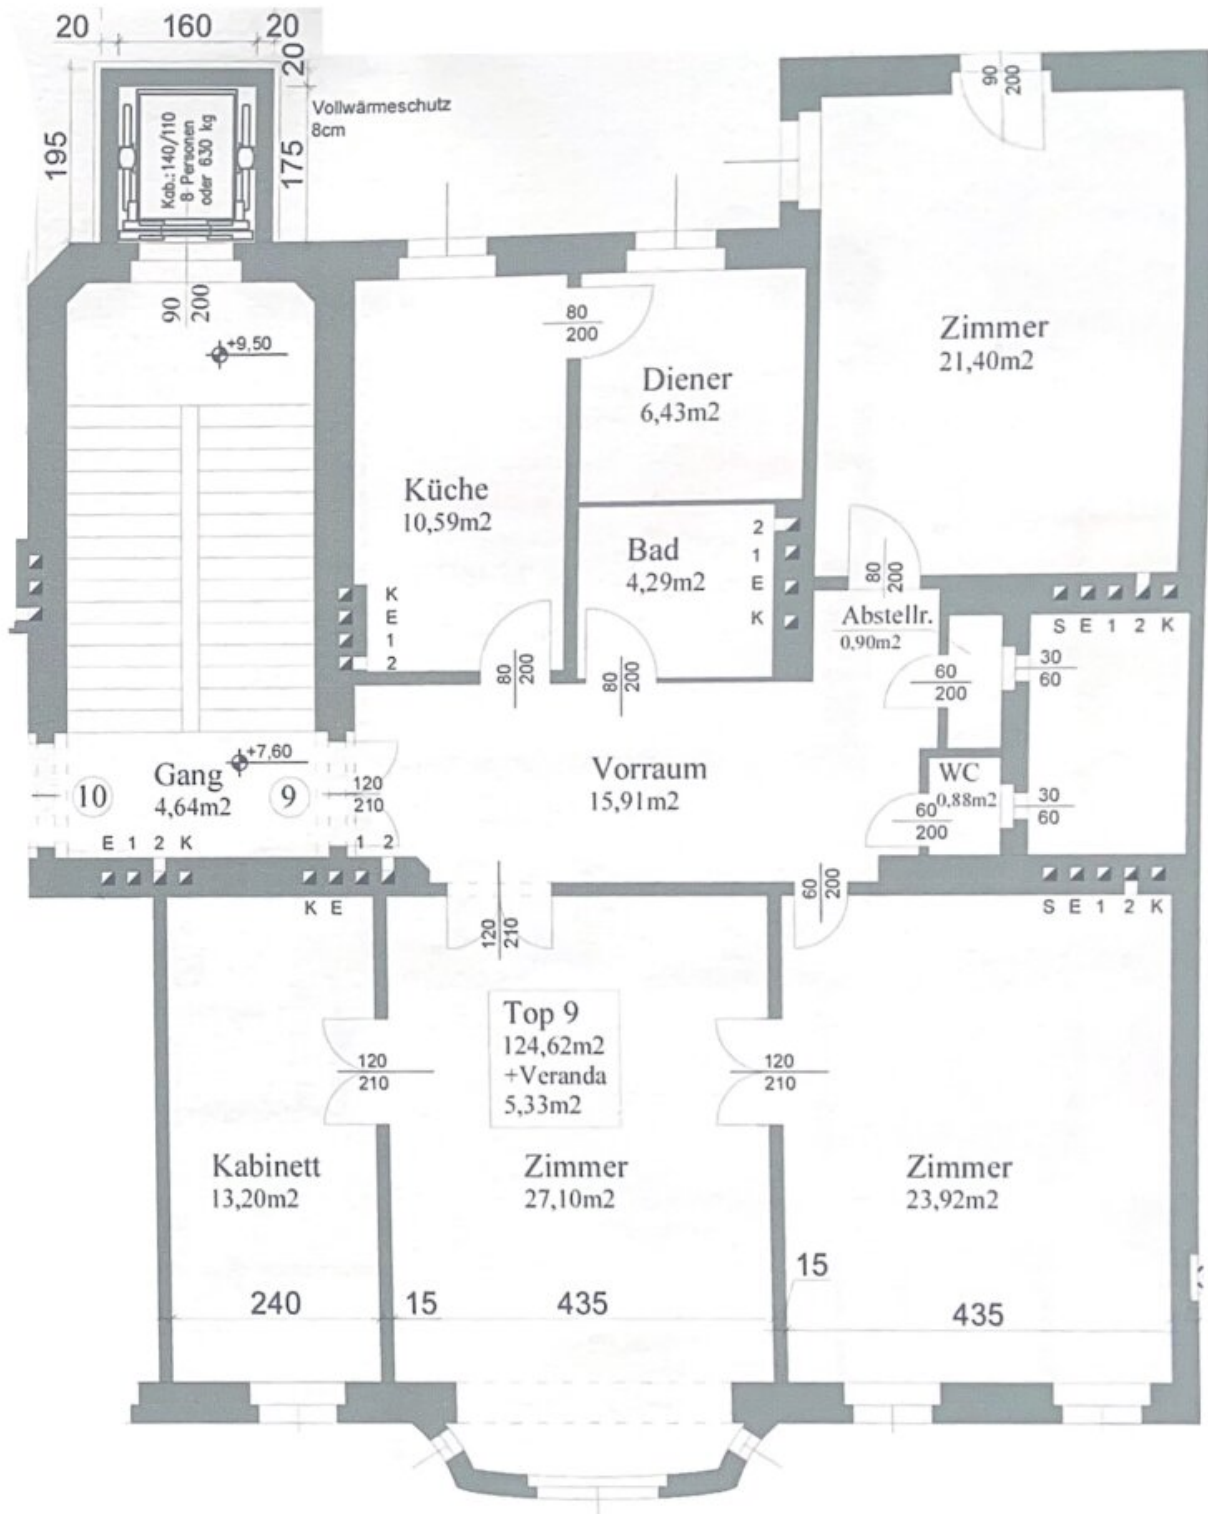 20 160 20
20
195
175
Kab.:140/110
8 Personen
oder 630 kg
Vollwärmeschutz
8cm
90
200
90
200
+9,50
80
200
Zimmer
21,40m2
Diener
6,43m2
Küche
10,59m2
Bad
4,29m2
2
1
E
K
K
E
1
2
80
200
80
200
80
200
Abstellr.
0,90m2
S E 1 2 K
60
200
30
60
+7,60
Gang
4,64m2
10
9
120
210
Vorraum
15,91m2
WC
0,88m2
60
200
30
60
E 1 2 K
1 2
K E
120
210
60
200
S E 1 2 K
Top 9
124,62m2
+Veranda
5,33m2
120
210
120
210
Kabinett
13,20m2
Zimmer
27,10m2
Zimmer
23,92m2
240
15
435
15
435